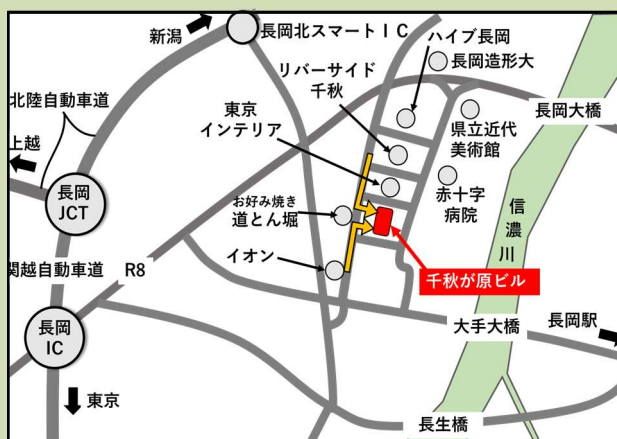 新潟
長岡北スマートIC
ハイブ長岡
長岡造形大
リバーサイド
千秋
北陸自動車道
上越
東京
インテリア
長岡大橋
県立近代
美術館
長岡
JCT
お好み焼き
道とん堀
赤十字
病院
信濃川
関越自動車道 R8
イオン
千秋が原ビル
長岡
IC
大手大橋
長岡駅
東京
長生橋